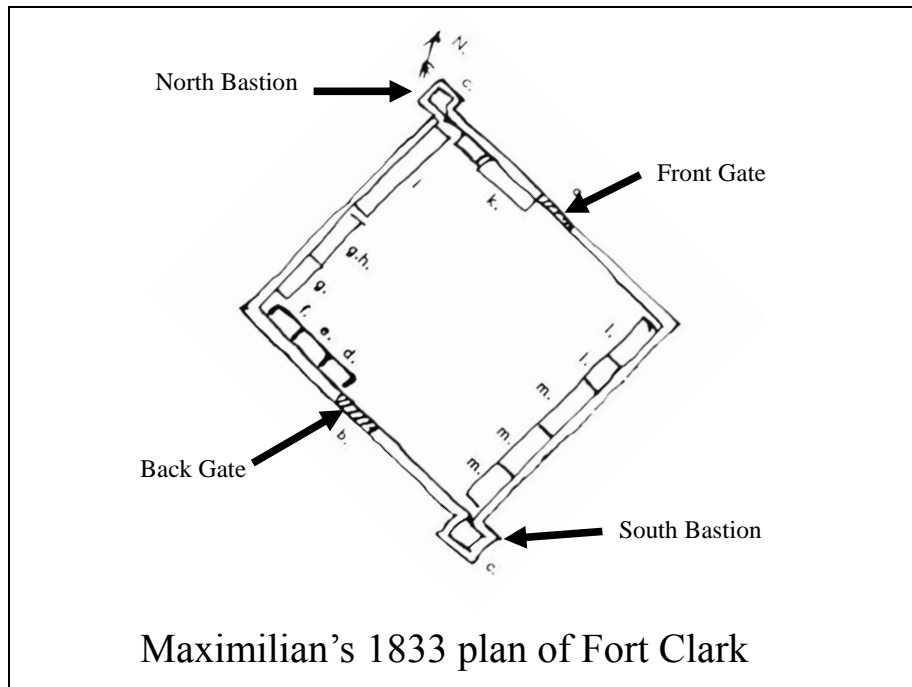 N.
c.
North Bastion
Front Gate
a
k.
i
g.h.
g.
f.
e.
d.
l.
l.
m.
m.
m.
b.
Back Gate
South Bastion
c.
Maximilian’s 1833 plan of Fort Clark